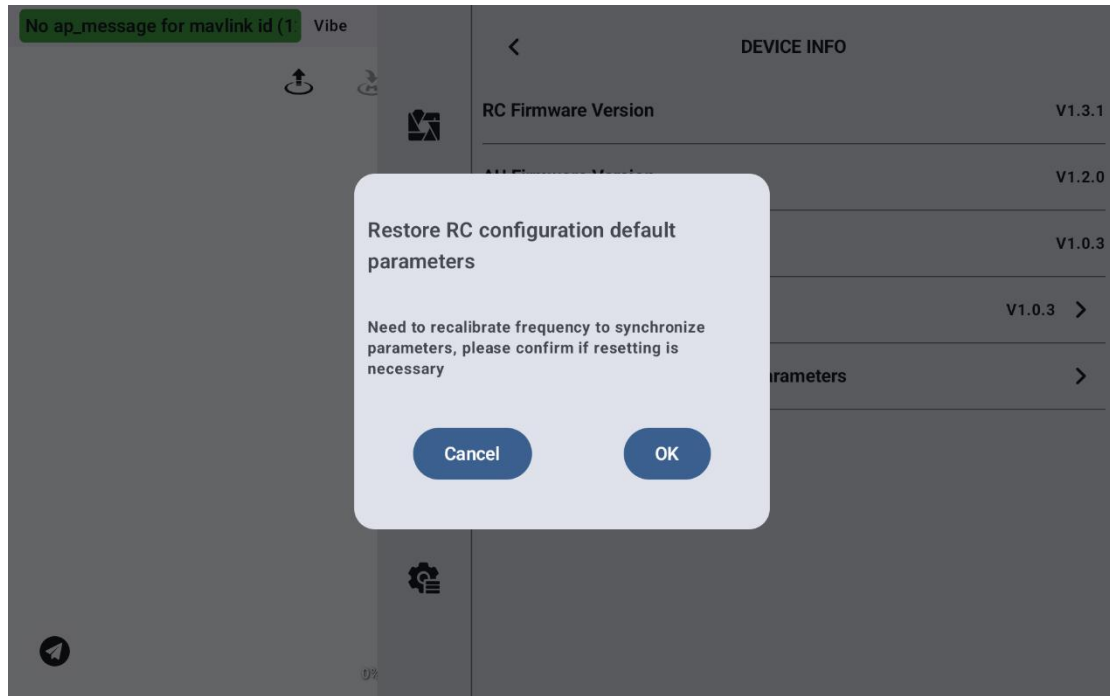 No ap_message for mavlink id (1
Vibe
DEVICE INFO
RC Firmware Version
V1.3.1
V1.2.0
V1.0.3
V1.0.3
Restore RC configuration default
parameters
Need to recalibrate frequency to synchronize
parameters, please confirm if resetting is
necessary
Cancel
OK
0%